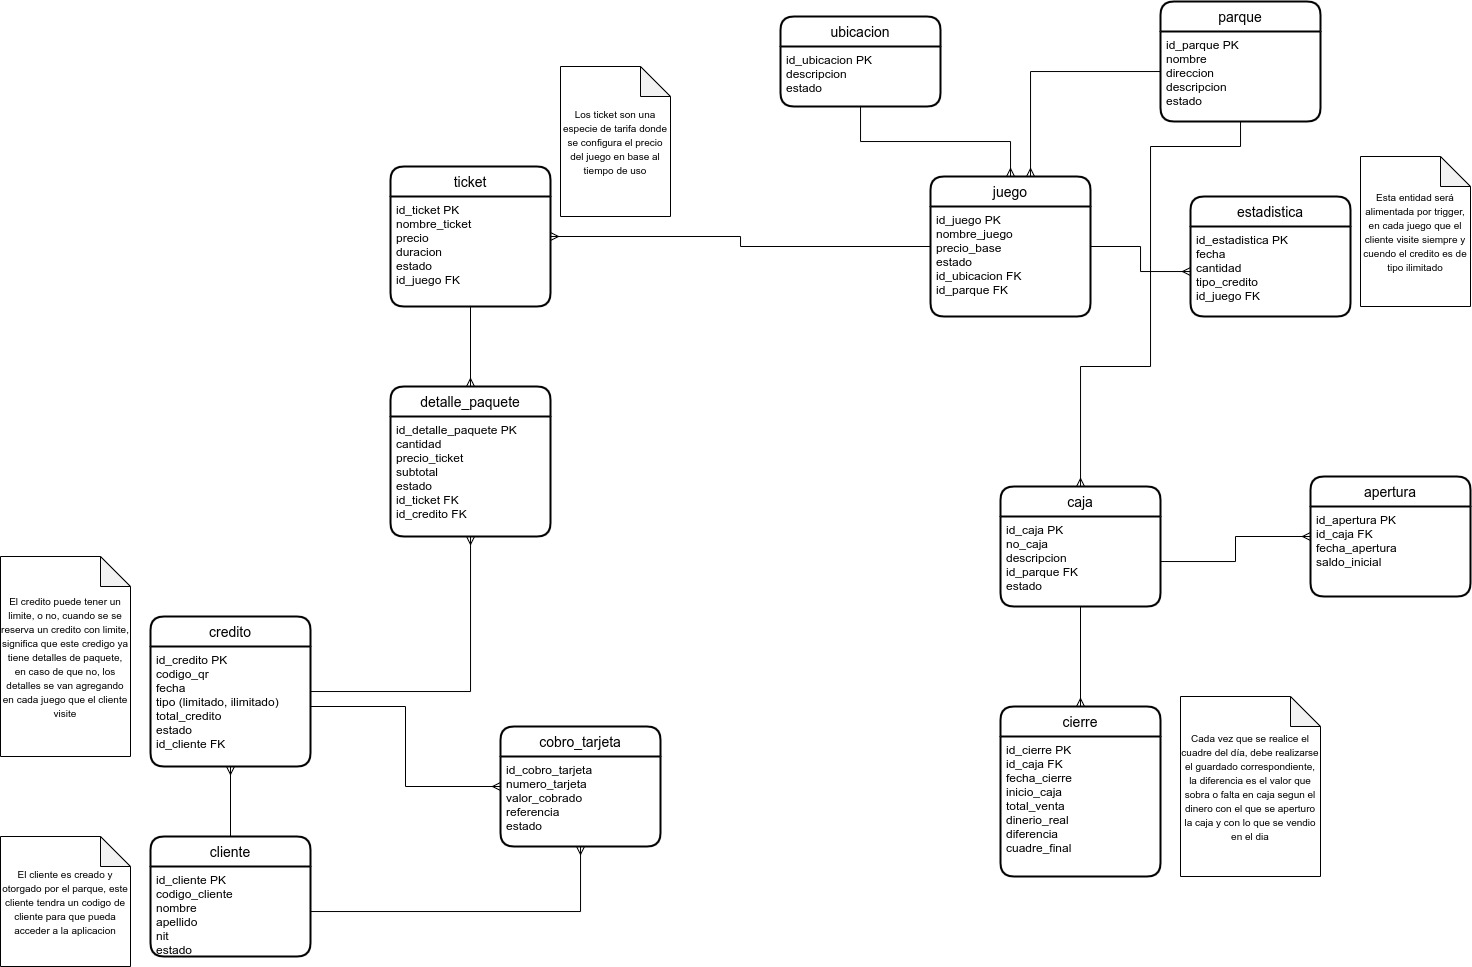 ubicacion
id_ubicacion PK
descripcion
estado
parque
id_parque PK
nombre
direccion
descripcion
estado
Los ticket son una
especie de tarifa donde
se configura el precio
del juego en base al
tiempo de uso
ticket
id_ticket PK
nombre_ticket
precio
duracion
estado
id_juego FK
juego
id_juego PK
nombre_juego
precio_base
estado
id_ubicacion FK
id_parque FK
estadistica
id_estadistica PK
fecha
cantidad
tipo_credito
id_juego FK
Esta entidad será
alimentada por trigger,
en cada juego que el
cliente visite siempre y
cuendo el credito es de
tipo ilimitado
detalle_paquete
id_detalle_paquete PK
cantidad
precio_ticket
subtotal
estado
id_ticket FK
id_credito FK
caja
id_caja PK
no_caja
descripcion
id_parque FK
estado
apertura
id_apertura PK
id_caja FK
fecha_apertura
saldo_inicial
El credito puede tener un
limite, o no, cuando se se
reserva un credito con limite,
significa que este credigo ya
tiene detalles de paquete,
en caso de que no, los
detalles se van agregando
en cada juego que el cliente
visite
credito
id_credito PK
codigo_qr
fecha
tipo (limitado, ilimitado)
total_credito
estado
id_cliente FK
cobro_tarjeta
id_cobro_tarjeta
numero_tarjeta
valor_cobrado
referencia
estado
cierre
id_cierre PK
id_caja FK
fecha_cierre
inicio_caja
total_venta
dinerio_real
diferencia
cuadre_final
Cada vez que se realice el
cuadre del día, debe realizarse
el guardado correspondiente,
la diferencia es el valor que
sobra o falta en caja segun el
dinero con el que se aperturo
la caja y con lo que se vendio
en el dia
El cliente es creado y
otorgado por el parque, este
cliente tendra un codigo de
cliente para que pueda
acceder a la aplicacion
cliente
id_cliente PK
codigo_cliente
nombre
apellido
nit
estado